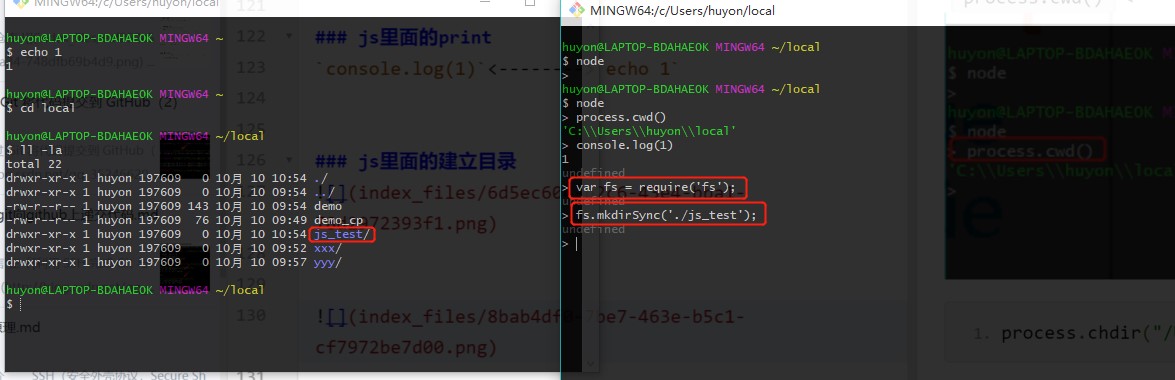 MINGW64:/c/Users/huyon/local
huyon@LAPTOP-BDAHAEOK MINGW64 ~
$ echo 1
1
huyon@LAPTOP-BDAHAEOK MINGW64 ~
$ cd local
huyon@LAPTOP-BDAHAEOK MINGW64 ~/local
$ ll -la
total 22
drwxr-xr-x 1 huyon 197609 0 10月 10 10:54 ./
drwxr-xr-x 1 huyon 197609 0 10月 10 09:54 ../
-rw-r--r-- 1 huyon 197609 143 10月 10 09:54 demo
-rw-r--r-- 1 huyon 197609 76 10月 10 09:49 demo_cp
drwxr-xr-x 1 huyon 197609 0 10月 10 10:54 js_test/
drwxr-xr-x 1 huyon 197609 0 10月 10 09:52 xxx/
drwxr-xr-x 1 huyon 197609 0 10月 10 09:57 yyy/
huyon@LAPTOP-BDAHAEOK MINGW64 ~/local
$
122
### js里面的print
123
`console.log(1)`<-------- echo 1`
124
126
### js里面的建立目录
![](index_files/6d5ec60
2393f1.png)
130
![](index_files/8bab4df
be7-463e-b5c1-
cf7972be7d00.png)
131
MINGW64:/c/Users/huyon/local
huyon@LAPTOP-BDAHAEOK MINGW64 ~/local
$ node
>
huyon@LAPTOP-BDAHAEOK MINGW64 ~/local
$ node
> process.cwd()
'C:\\Users\\huyon\\local'
> console.log(1)
1
undefined
> var fs = require('fs');
undefined
> fs.mkdirSync('./js_test');
undefined
>
huyon@LAPTOP-BDAHAEOK MINGW64
$ node
>
huyon@LAPTOP-BDAHAEOK MINGW64
$ node
> process.cwd()
'C:\\Users\\huyon\\local
>
1. process.chdir("/